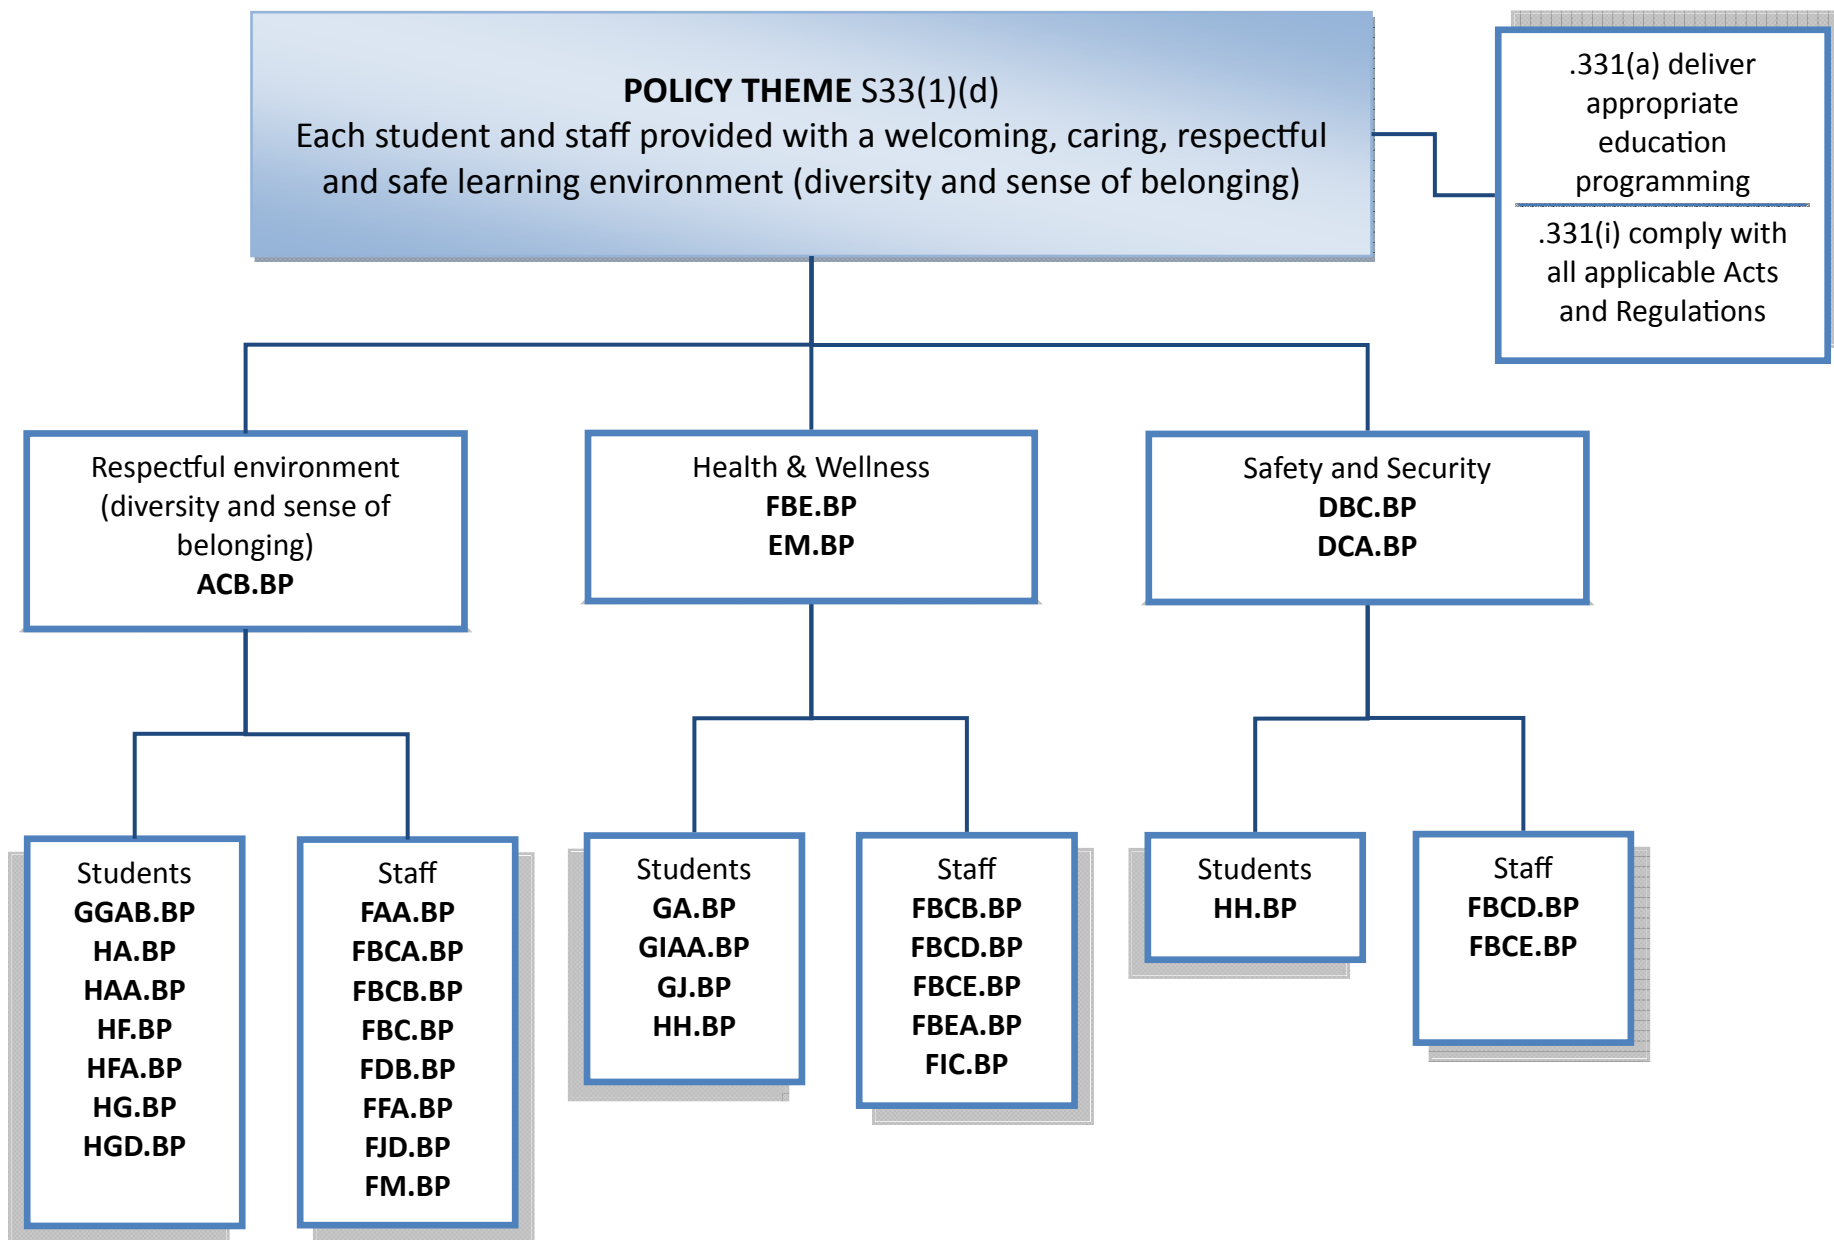 POLICY THEME S33(1)(d)
Each student and staff provided with a welcoming, caring, respectful
and safe learning environment (diversity and sense of belonging)
.331(a) deliver
appropriate
education
programming
.331(i) comply with
all applicable Acts
and Regulations
Respectful environment
(diversity and sense of
belonging)
ACB.BP
Health & Wellness
FBE.BP
EM.BP
Safety and Security
DBC.BP
DCA.BP
Students
GGAB.BP
HA.BP
HAA.BP
HF.BP
HFA.BP
HG.BP
HGD.BP
Staff
FAA.BP
FBCA.BP
FBCB.BP
FBC.BP
FDB.BP
FFA.BP
FJD.BP
FM.BP
Students
GA.BP
GIAA.BP
GJ.BP
HH.BP
Staff
FBCB.BP
FBCD.BP
FBCE.BP
FBEA.BP
FIC.BP
Students
HH.BP
Staff
FBCD.BP
FBCE.BP